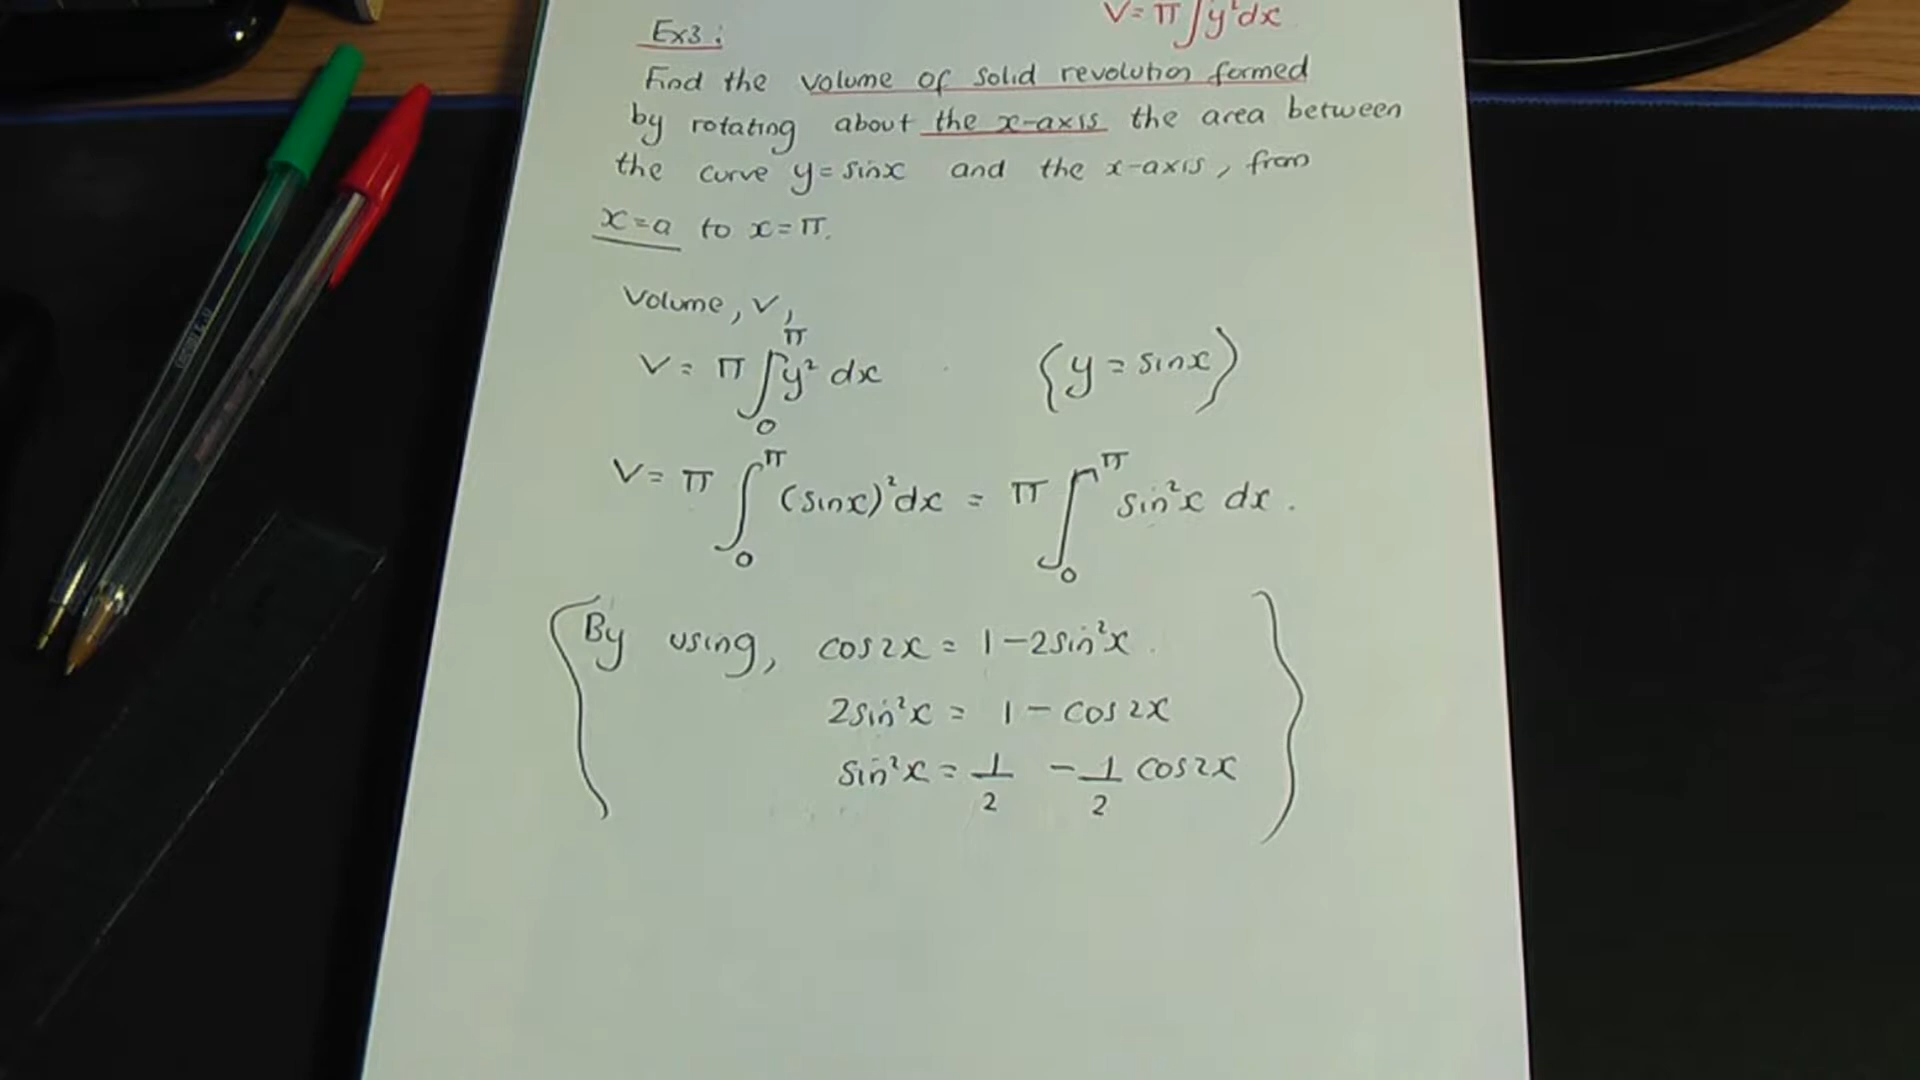 V = π ∫ y² dx
Ex3:
Find the volume of solid revolution formed
by rotating about the x-axis the area between
the curve y = sinx and the x-axis, from
x = a to x = π.
Volume, V,
V = π ∫₀^π y² dx {y = sinx}
V = π ∫₀^π (sinx)² dx = π ∫₀^π sin²x dx.
{By using, cos2x = 1 - 2sin²x.
2sin²x = 1 - cos2x
sin²x = 1/2 - 1/2 cos2x}